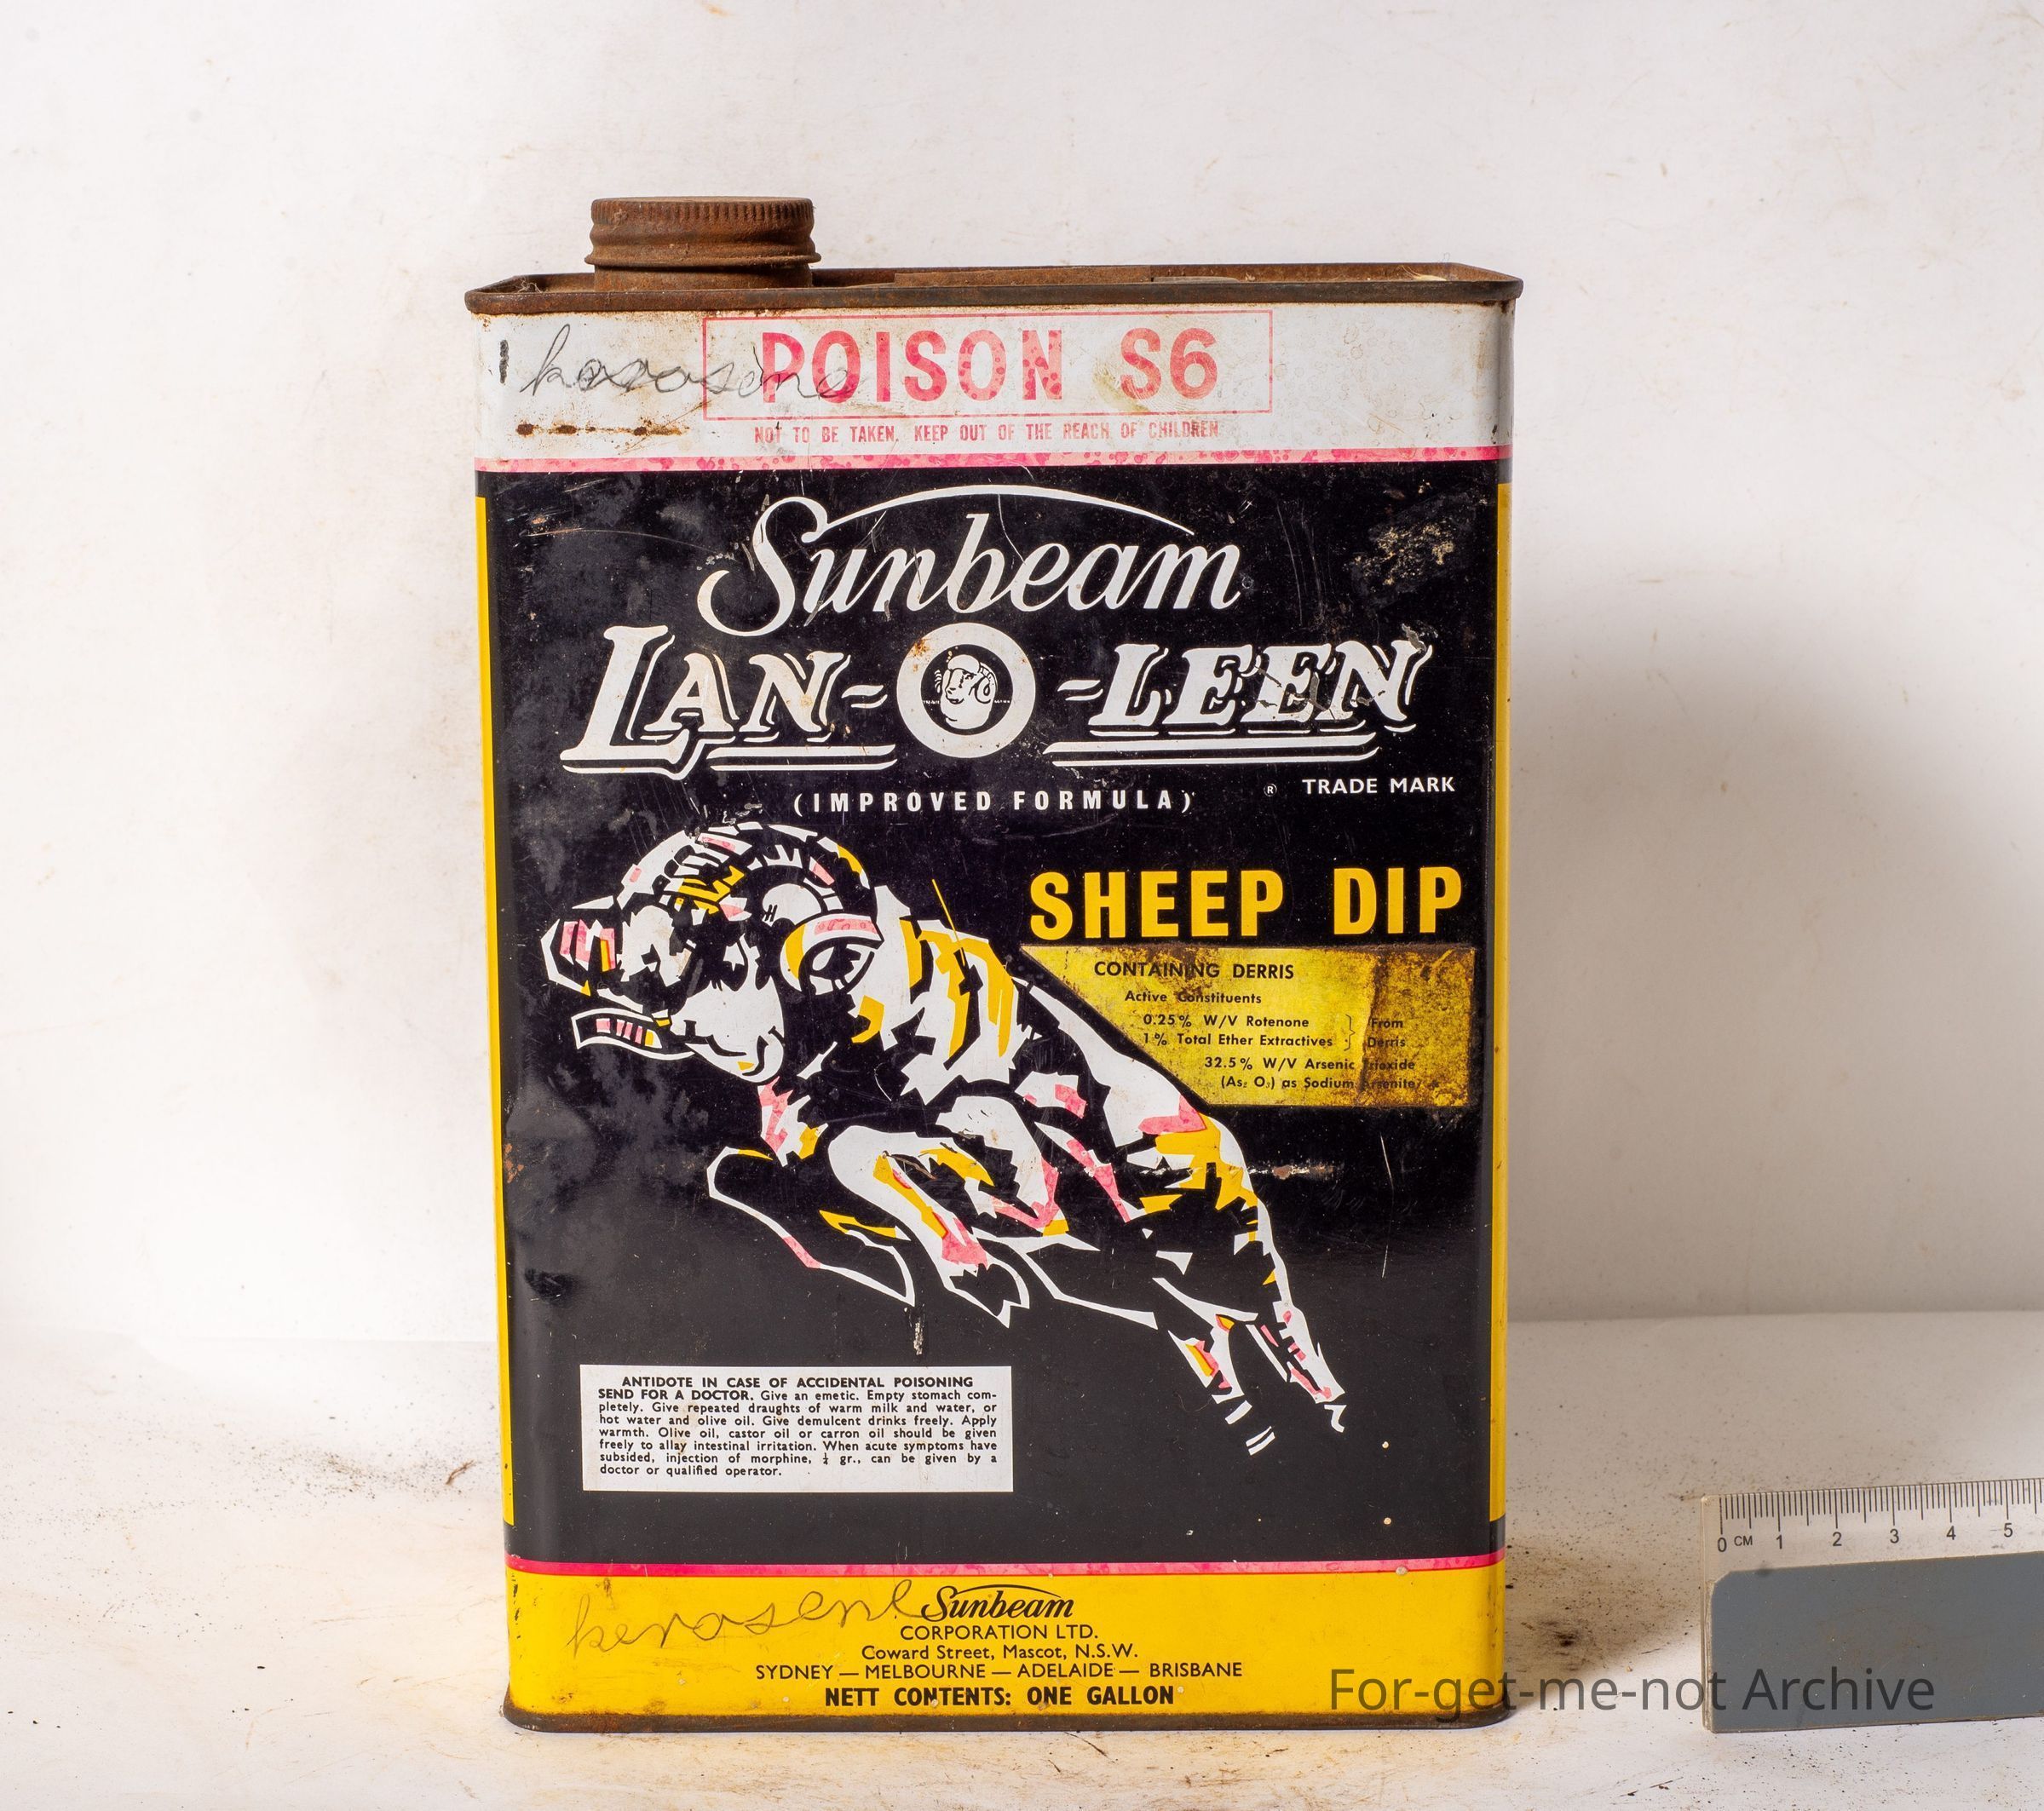 kerosene
POISON S6
NOT TO BE TAKEN. KEEP OUT OF THE REACH OF CHILDREN
Sunbeam
LAN-O-LEEN
(IMPROVED FORMULA)
® TRADE MARK
SHEEP DIP
CONTAINING DERRIS
Active Constituents
0.25% W/V Rotenone } From
1% Total Ether Extractives } Derris
32.5% W/V Arsenic Trioxide
(As₂ O₃) as Sodium Arsenite
ANTIDOTE IN CASE OF ACCIDENTAL POISONING
SEND FOR A DOCTOR. Give an emetic. Empty stomach com-
pletely. Give repeated draughts of warm milk and water, or
hot water and olive oil. Give demulcent drinks freely. Apply
warmth. Olive oil, castor oil or carron oil should be given
freely to allay intestinal irritation. When acute symptoms have
subsided, injection of morphine, gr., can be given by a
doctor or qualified operator.
kerosene
Sunbeam
CORPORATION LTD.
Coward Street, Mascot, N.S.W.
SYDNEY — MELBOURNE — ADELAIDE — BRISBANE
NETT CONTENTS: ONE GALLON
0 CM 1 2 3 4 5
For-get-me-not Archive